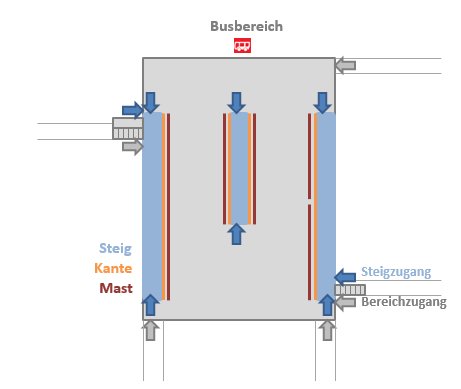 Busbereich
Steig
Kante
Mast
Steigzugang
Bereichzugang